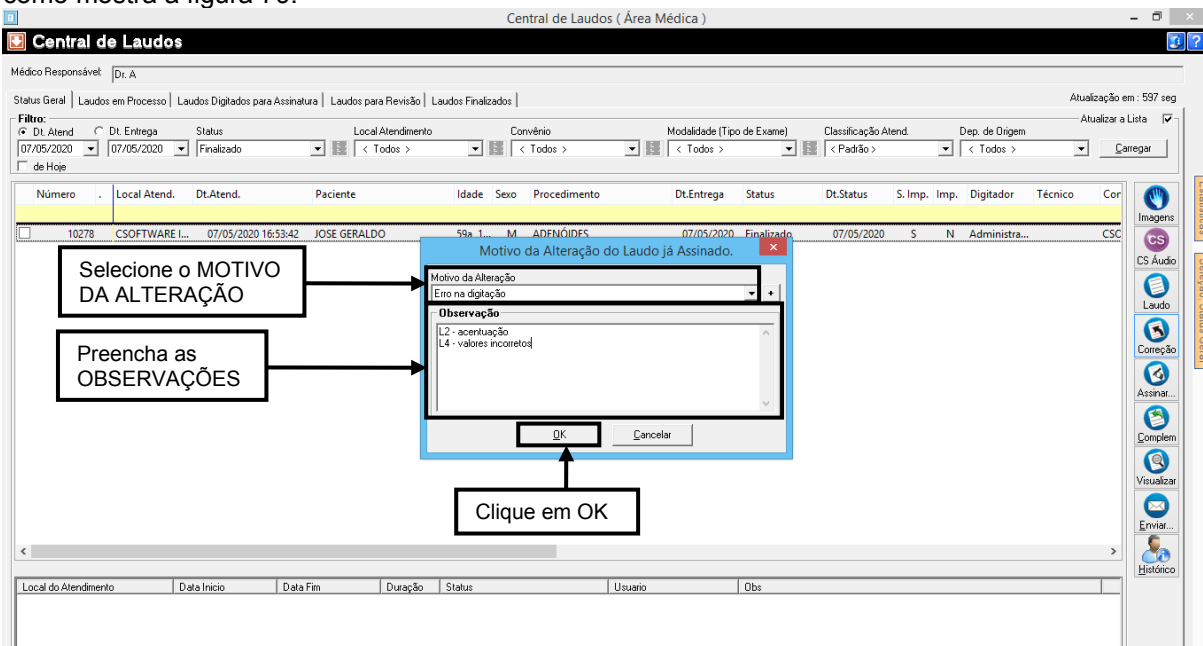 como mostra a figura 70.
Central de Laudos ( Área Médica )
Central de Laudos
Médico Responsável: Dr. A
Status Geral Laudos em Processo Laudos Digitados para Assinatura Laudos para Revisão Laudos Finalizados Atualização em : 597 seg
Filtro: Atualizar a Lista
Dt. Atend Dt. Entrega Status Local Atendimento Convênio Modalidade (Tipo de Exame) Classificação Atend. Dep. de Origem
07/05/2020 07/05/2020 Finalizado < Todos > < Todos > < Todos > < Padrão > < Todos > Carregar
de Hoje
Número . Local Atend. Dt.Atend. Paciente Idade Sexo Procedimento Dt.Entrega Status Dt.Status S. Imp. Imp. Digitador Técnico Cor
10278 CSOFTWARE I... 07/05/2020 16:53:42 JOSE GERALDO 59a 1... M ADENÓIDES 07/05/2020 Finalizado 07/05/2020 S N Administra... CSC
Motivo da Alteração do Laudo já Assinado.
Motivo da Alteração
Erro na digitação +
Observação
L2 - acentuação
L4 - valores incorretos
OK Cancelar
Selecione o MOTIVO
DA ALTERAÇÃO
Preencha as
OBSERVAÇÕES
Clique em OK
Imagens
CS
CS Áudio
Laudo
Correção
Assinar...
Complem
Visualizar
Enviar...
Histórico
Local do Atendimento Data Inicio Data Fim Duração Status Usuario Obs